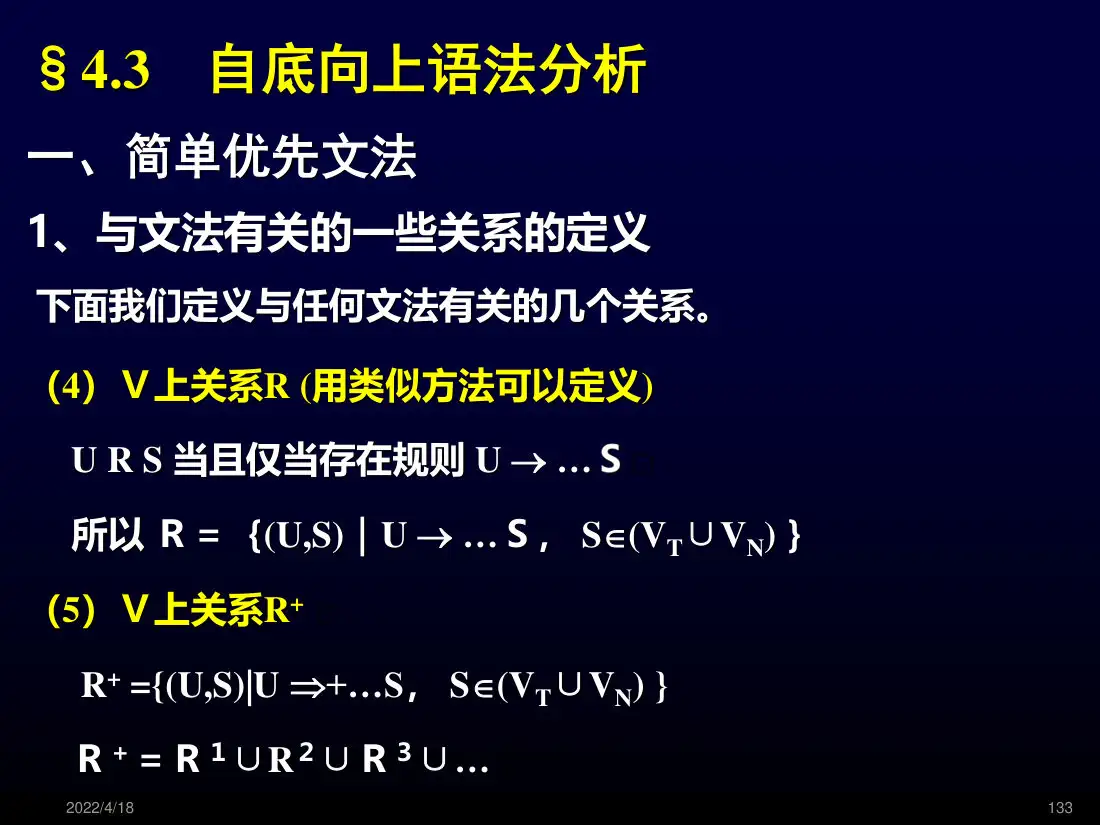 §4.3 自底向上语法分析
一、简单优先文法
1、与文法有关的一些关系的定义
下面我们定义与任何文法有关的几个关系。
（4）V上关系R (用类似方法可以定义)
U R S 当且仅当存在规则 U → … S
所以 R = {(U,S)｜U → … S , S∈(VT∪VN) }
（5）V上关系R⁺
R⁺ ={(U,S)|U ⇒+…S, S∈(VT∪VN) }
R ⁺ = R ¹ ∪R ² ∪ R ³ ∪…
2022/4/18 133